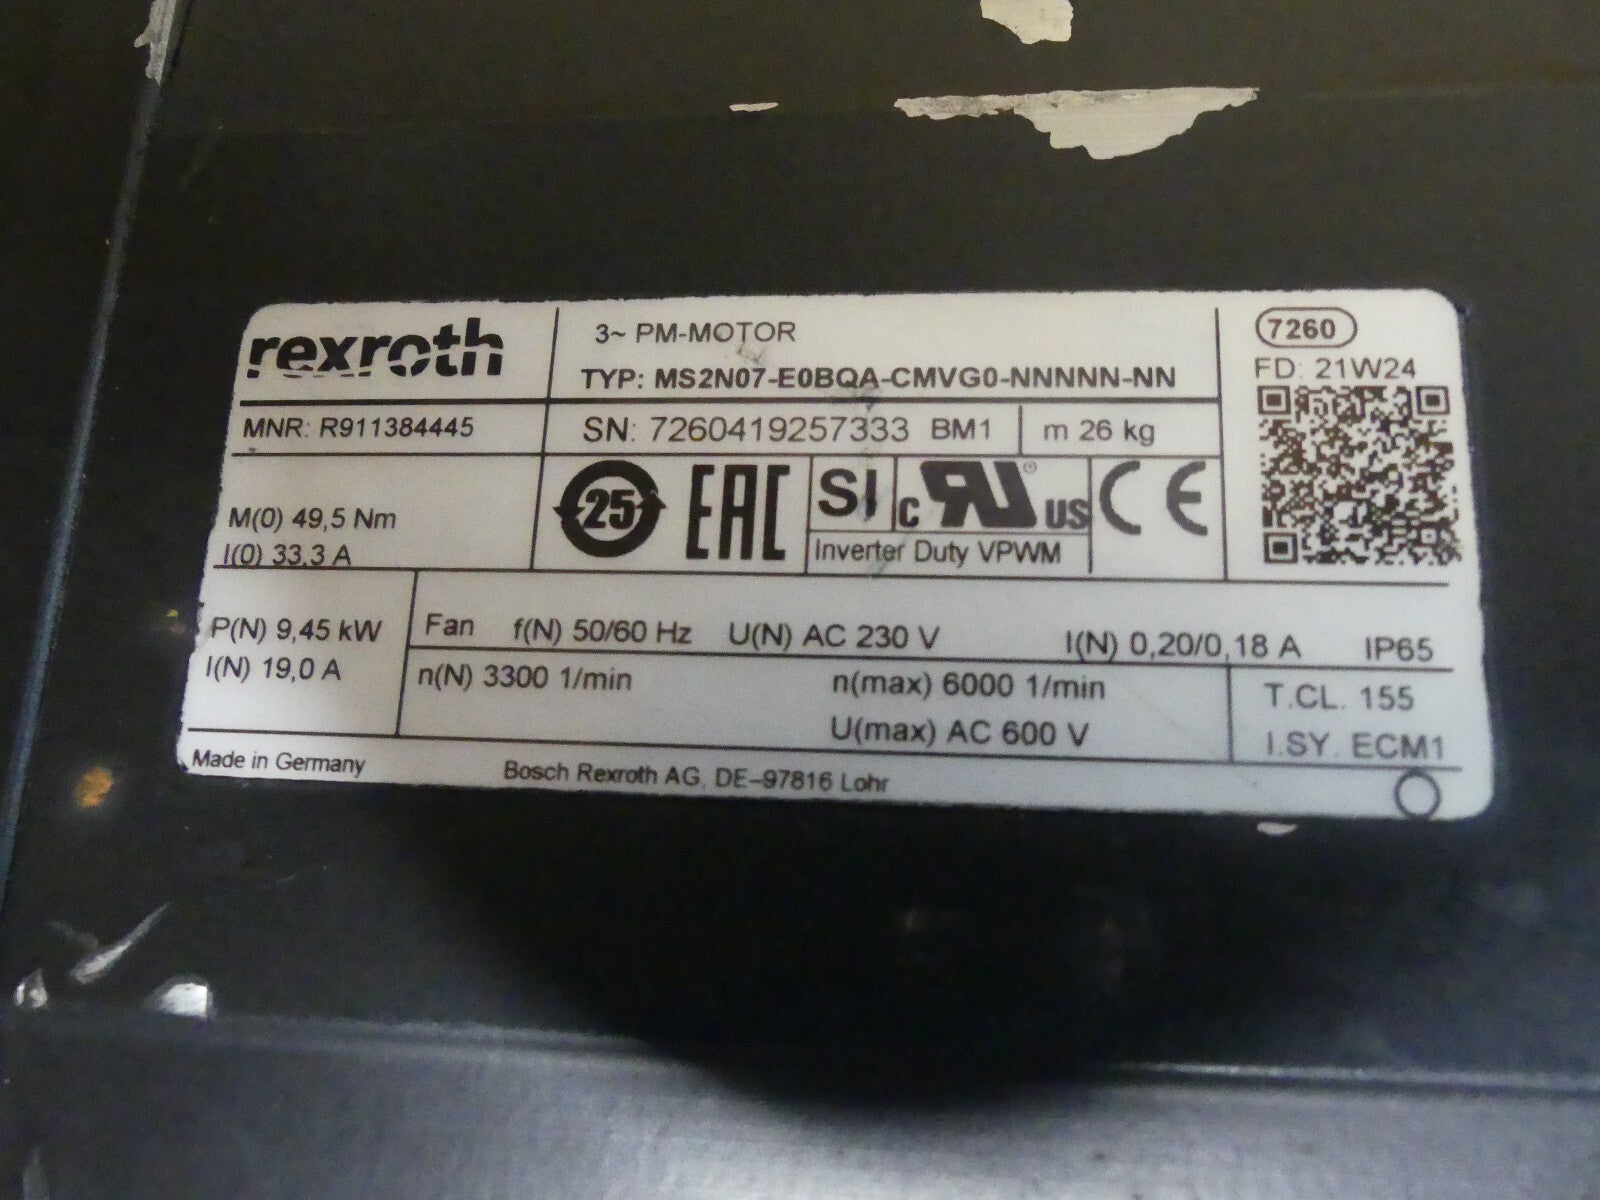 rexroth
3~ PM-MOTOR
TYP: MS2N07-E0BQA-CMVG0-NNNNN-NN
7260
FD: 21W24
MNR: R911384445
SN: 7260419257333 BM1
m 26 kg
M(0) 49,5 Nm
I(0) 33,3 A
25
EAC
SI
c RU ® US
Inverter Duty VPWM
CE
P(N) 9,45 kW
I(N) 19,0 A
Fan f(N) 50/60 Hz U(N) AC 230 V I(N) 0,20/0,18 A IP65
n(N) 3300 1/min
n(max) 6000 1/min
U(max) AC 600 V
T.CL. 155
I.SY. ECM1
Made in Germany
Bosch Rexroth AG, DE-97816 Lohr